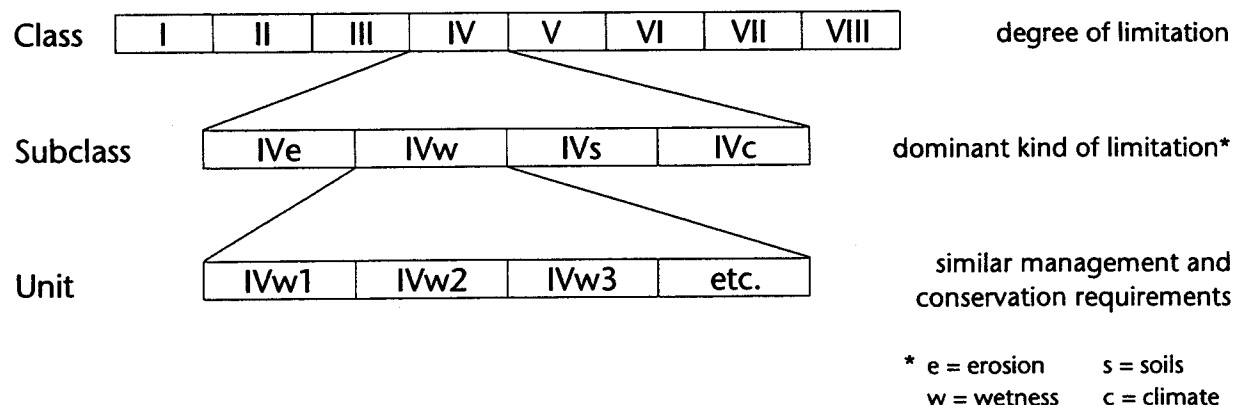 Class I II III IV V VI VII VIII degree of limitation
Subclass IVe IVw IVs IVc dominant kind of limitation*
Unit IVw1 IVw2 IVw3 etc. similar management and
conservation requirements
* e = erosion s = soils
w = wetness c = climate